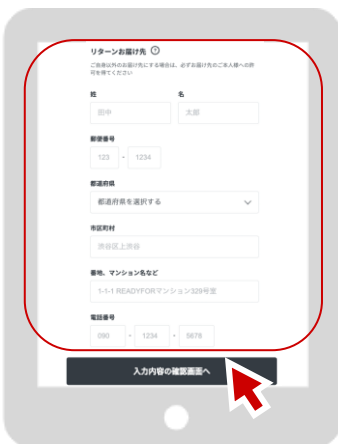 リターンお届け先 ?
ご自身以外のお届け先にする場合は、必ずお届け先のご本人様への許
可を得てください
姓 名
田中 太郎
郵便番号
123 - 1234
都道府県
都道府県を選択する
市区町村
渋谷区上渋谷
番地、マンション名など
1-1-1 READYFORマンション329号室
電話番号
090 - 1234 - 5678
入力内容の確認画面へ